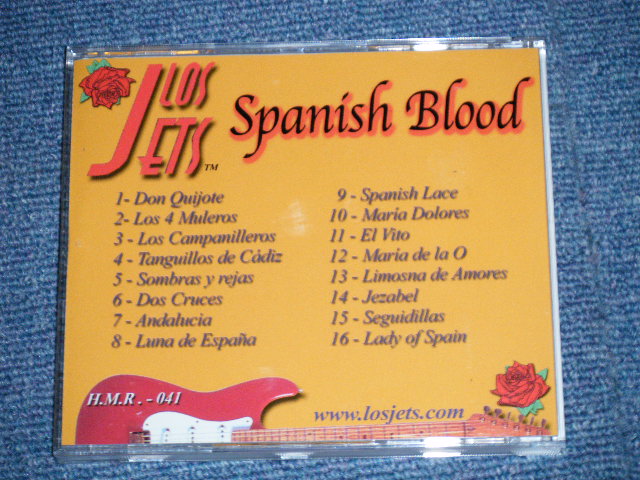 LOS
JETS™
Spanish Blood
1- Don Quijote
2- Los 4 Muleros
3 - Los Campanilleros
4 - Tanguillos de Cádiz
5 - Sombras y rejas
6 - Dos Cruces
7 - Andalucia
8 - Luna de España
9 - Spanish Lace
10 - María Dolores
11 - El Vito
12 - María de la O
13 - Limosna de Amores
14 - Jezabel
15 - Seguidillas
16 - Lady of Spain
H.M.R. - 041
www.losjets.com